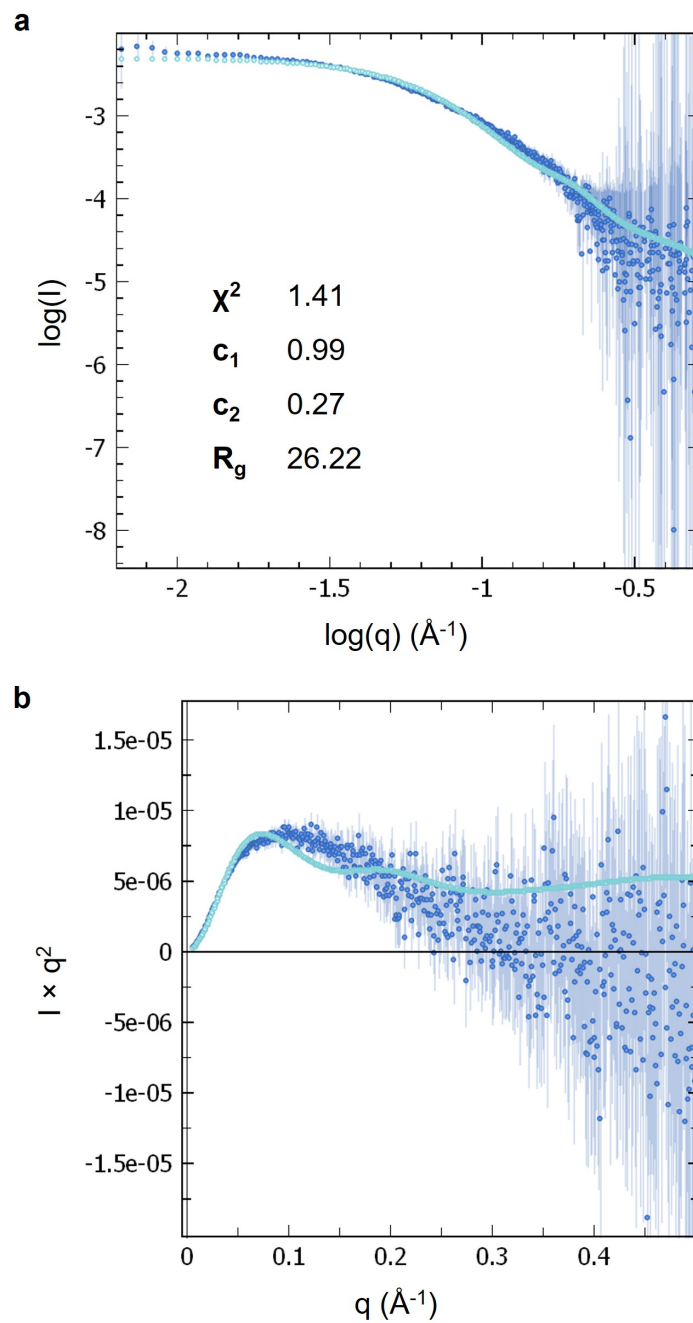 a
-3
-4
-5
-6
-7
-8
log(I)
χ² 1.41
c₁ 0.99
c₂ 0.27
R<sub>g</sub> 26.22
-2 -1.5 -1 -0.5
log(q) (Å⁻¹)
b
1.5e-05
1e-05
5e-06
0
-5e-06
-1e-05
-1.5e-05
I × q²
0 0.1 0.2 0.3 0.4
q (Å⁻¹)